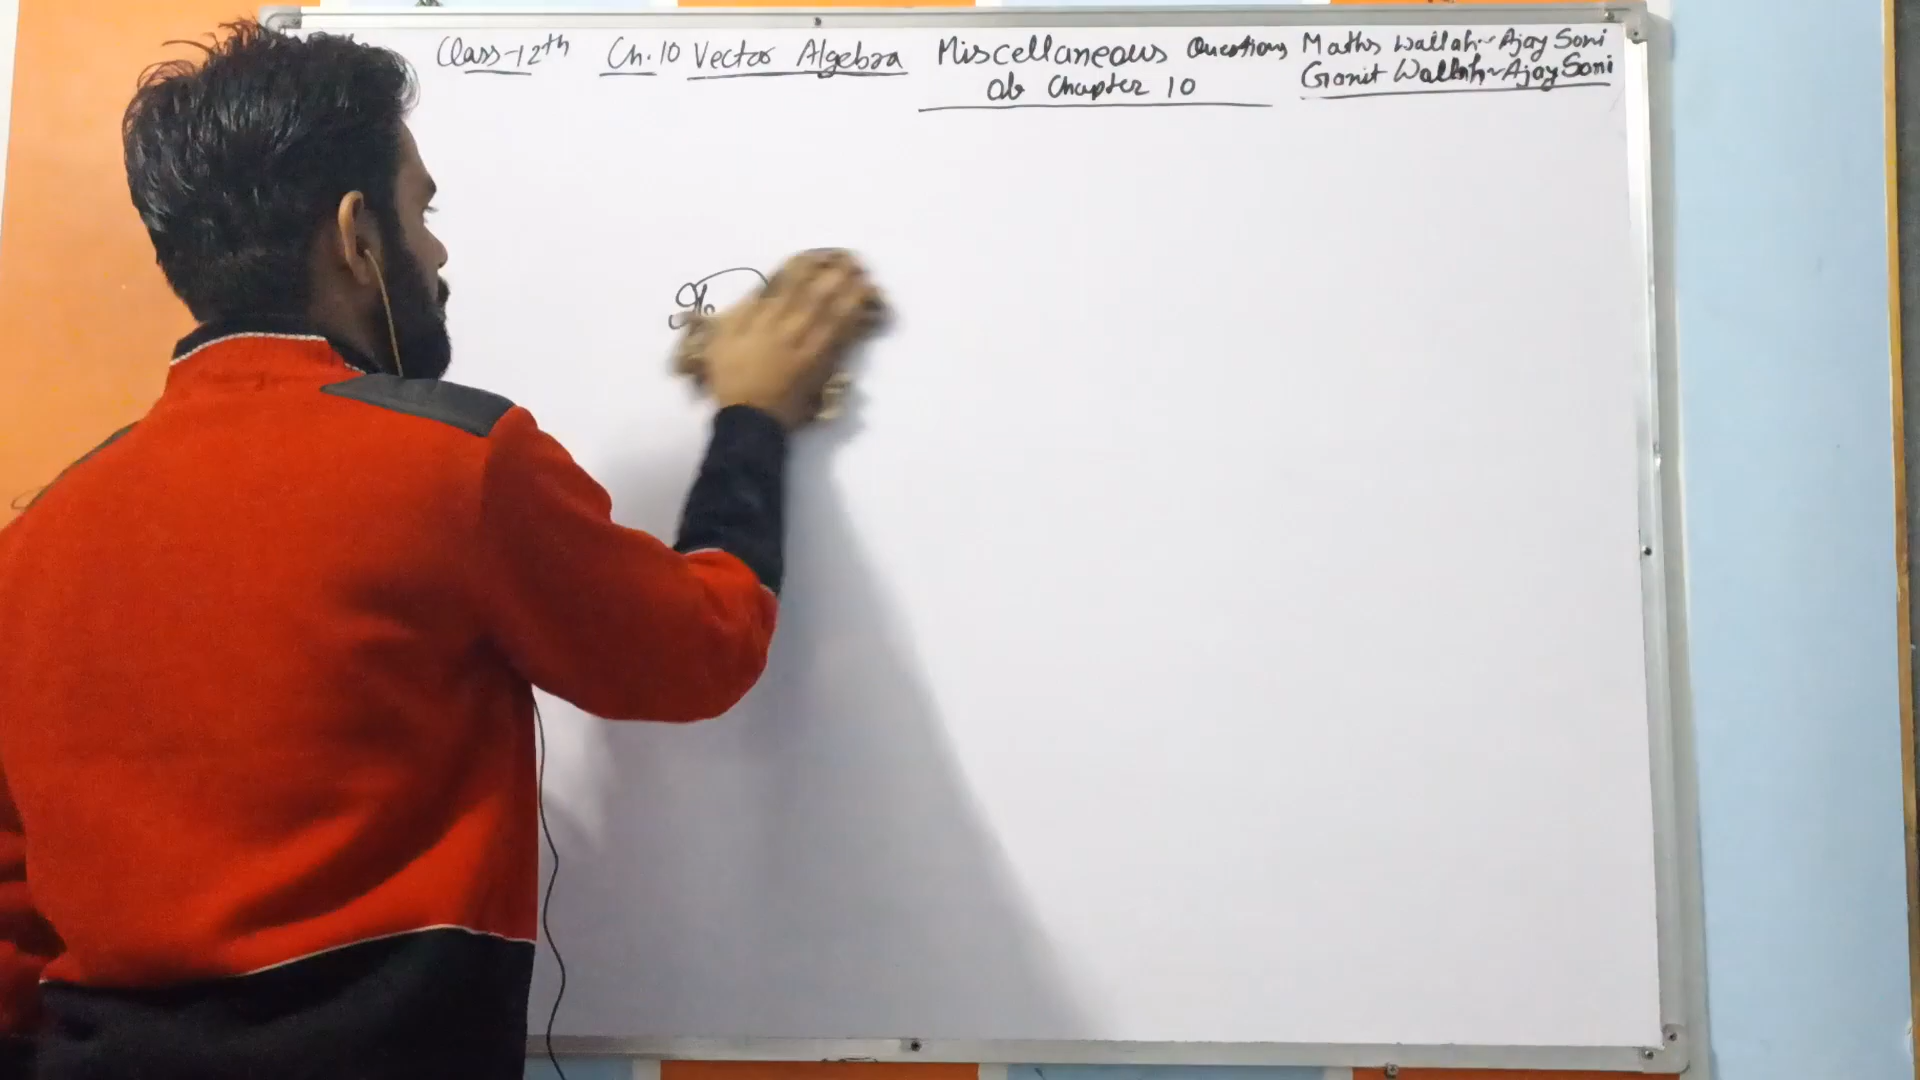 Class-12th Ch.10 Vector Algebra Miscellaneous Questions
of Chapter 10
Maths Wallah~Ajay Soni
Ganit Wallah~Ajay Soni